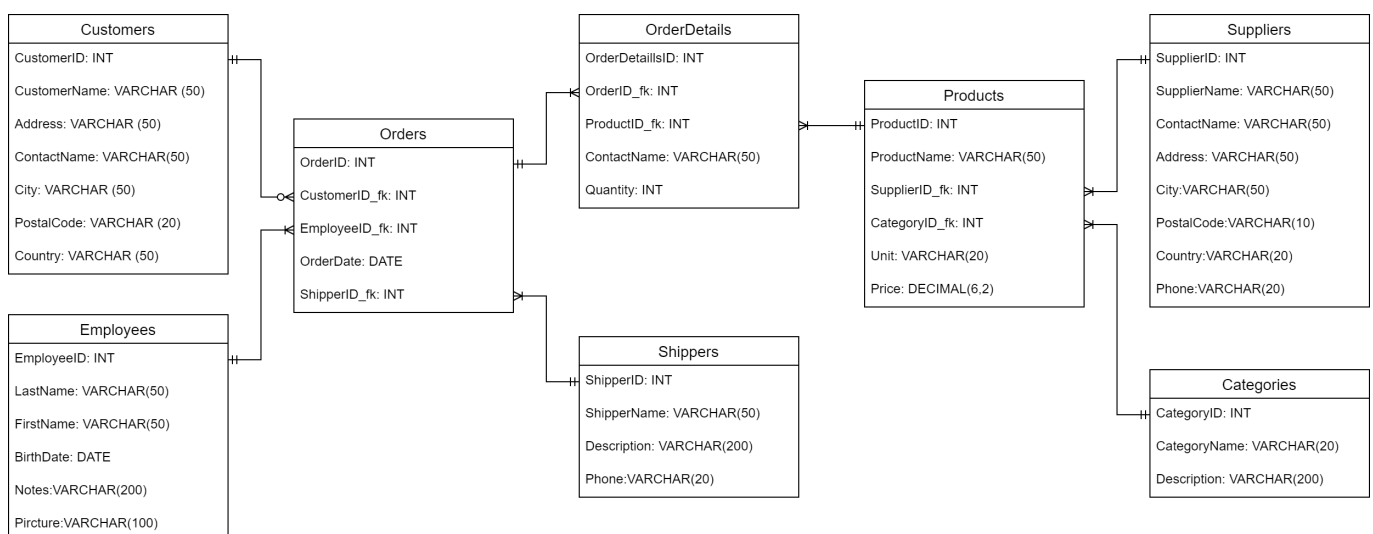 Customers
CustomerID: INT
CustomerName: VARCHAR (50)
Address: VARCHAR (50)
ContactName: VARCHAR(50)
City: VARCHAR (50)
PostalCode: VARCHAR (20)
Country: VARCHAR (50)
Employees
EmployeeID: INT
LastName: VARCHAR(50)
FirstName: VARCHAR(50)
BirthDate: DATE
Notes:VARCHAR(200)
Pircture:VARCHAR(100)
Orders
OrderID: INT
CustomerID_fk: INT
EmployeeID_fk: INT
OrderDate: DATE
ShipperID_fk: INT
OrderDetails
OrderDetaillsID: INT
OrderID_fk: INT
ProductID_fk: INT
ContactName: VARCHAR(50)
Quantity: INT
Shippers
ShipperID: INT
ShipperName: VARCHAR(50)
Description: VARCHAR(200)
Phone:VARCHAR(20)
Products
ProductID: INT
ProductName: VARCHAR(50)
SupplierID_fk: INT
CategoryID_fk: INT
Unit: VARCHAR(20)
Price: DECIMAL(6,2)
Suppliers
SupplierID: INT
SupplierName: VARCHAR(50)
ContactName: VARCHAR(50)
Address: VARCHAR(50)
City:VARCHAR(50)
PostalCode:VARCHAR(10)
Country:VARCHAR(20)
Phone:VARCHAR(20)
Categories
CategoryID: INT
CategoryName: VARCHAR(20)
Description: VARCHAR(200)